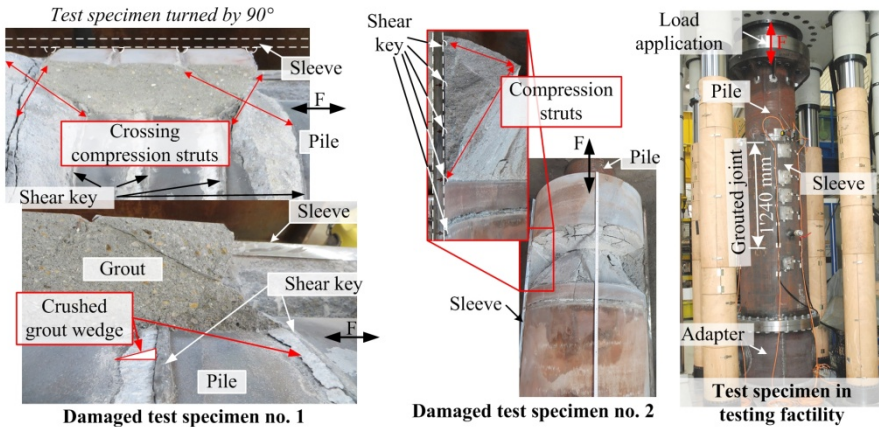 Test specimen turned by 90°
Sleeve
F
Pile
Crossing
compression struts
Shear key
Sleeve
Grout
Shear key
Crushed
grout wedge
F
Pile
Damaged test specimen no. 1
Shear
key
Compression
struts
F
Pile
Sleeve
Damaged test specimen no. 2
Load
application
F
Pile
Grouted joint
1'240 mm
Sleeve
Adapter
Test specimen in
testing factility